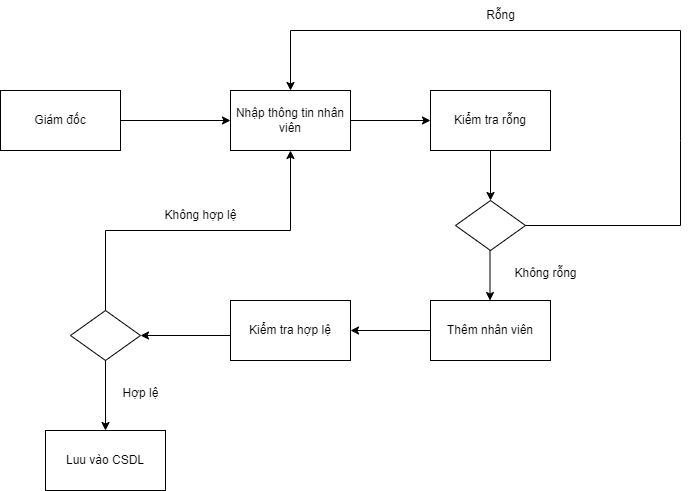 Rỗng
Giám đốc
Nhập thông tin nhân
viên
Kiểm tra rỗng
Không hợp lệ
Không rỗng
Kiểm tra hợp lệ
Thêm nhân viên
Hợp lệ
Luu vào CSDL